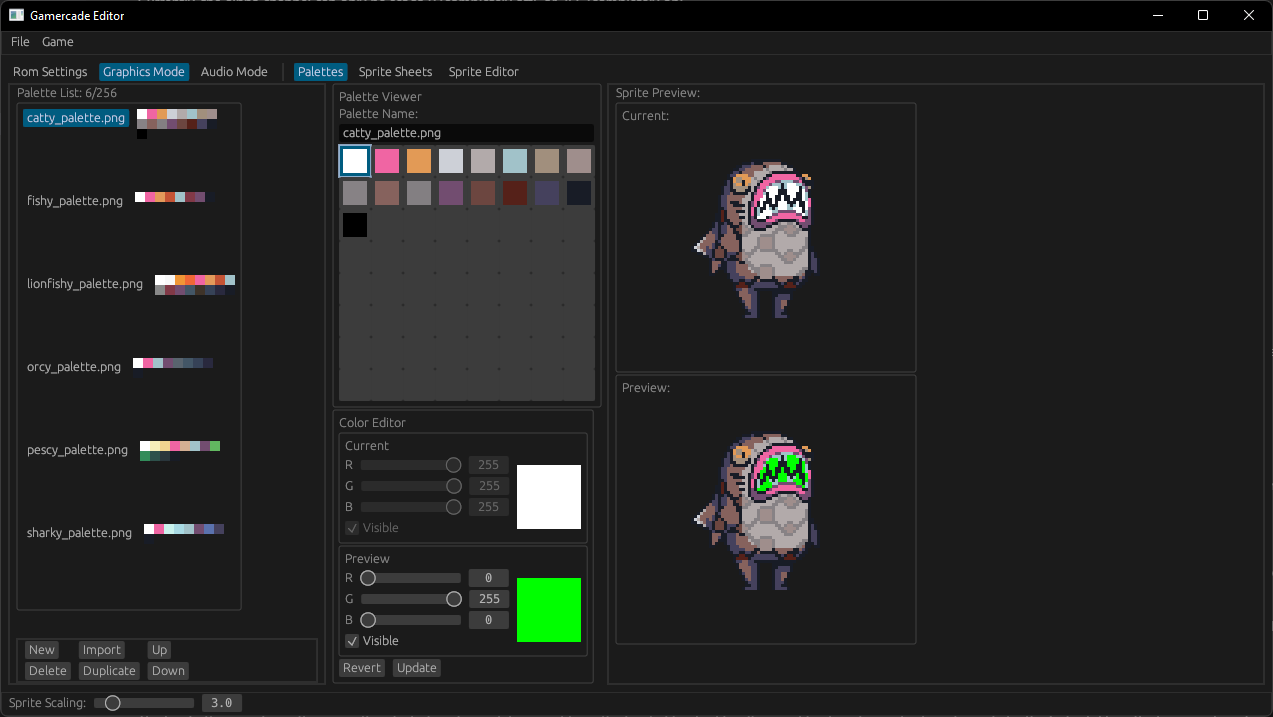 Gamercade Editor
File Game
Rom Settings Graphics Mode Audio Mode Palettes Sprite Sheets Sprite Editor
Palette List: 6/256
catty_palette.png
fishy_palette.png
lionfishy_palette.png
orcy_palette.png
pescy_palette.png
sharky_palette.png
New Import Up
Delete Duplicate Down
Palette Viewer
Palette Name:
catty_palette.png
Color Editor
Current
R 255
G 255
B 255
Visible
Preview
R 0
G 255
B 0
Visible
Revert Update
Sprite Preview:
Current:
Preview:
Sprite Scaling: 3.0